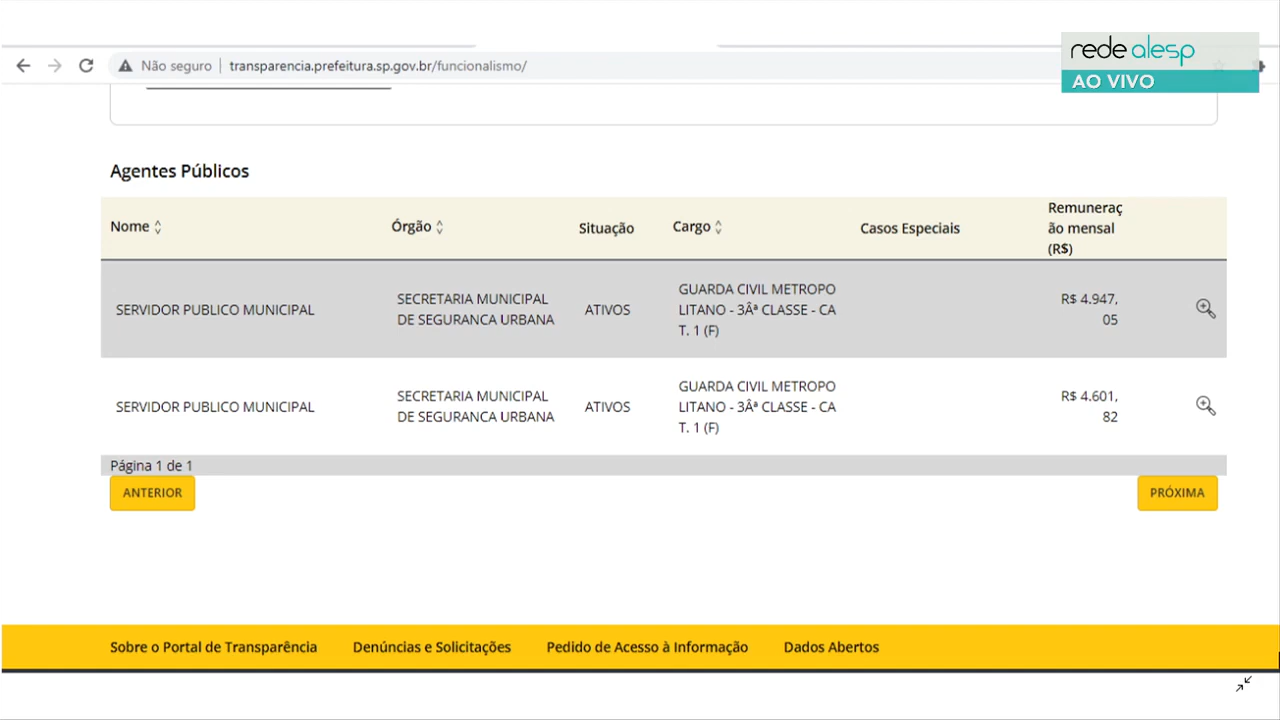 rede alesp
AO VIVO
Não seguro | transparencia.prefeitura.sp.gov.br/funcionalismo/
Agentes Públicos
Nome
Órgão
Situação
Cargo
Casos Especiais
Remuneraç
ão mensal
(R$)
SERVIDOR PUBLICO MUNICIPAL
SECRETARIA MUNICIPAL
DE SEGURANCA URBANA
ATIVOS
GUARDA CIVIL METROPO
LITANO - 3Âª CLASSE - CA
T. 1 (F)
R$ 4.947,
05
SERVIDOR PUBLICO MUNICIPAL
SECRETARIA MUNICIPAL
DE SEGURANCA URBANA
ATIVOS
GUARDA CIVIL METROPO
LITANO - 3Âª CLASSE - CA
T. 1 (F)
R$ 4.601,
82
Página 1 de 1
ANTERIOR
PRÓXIMA
Sobre o Portal de Transparência
Denúncias e Solicitações
Pedido de Acesso à Informação
Dados Abertos